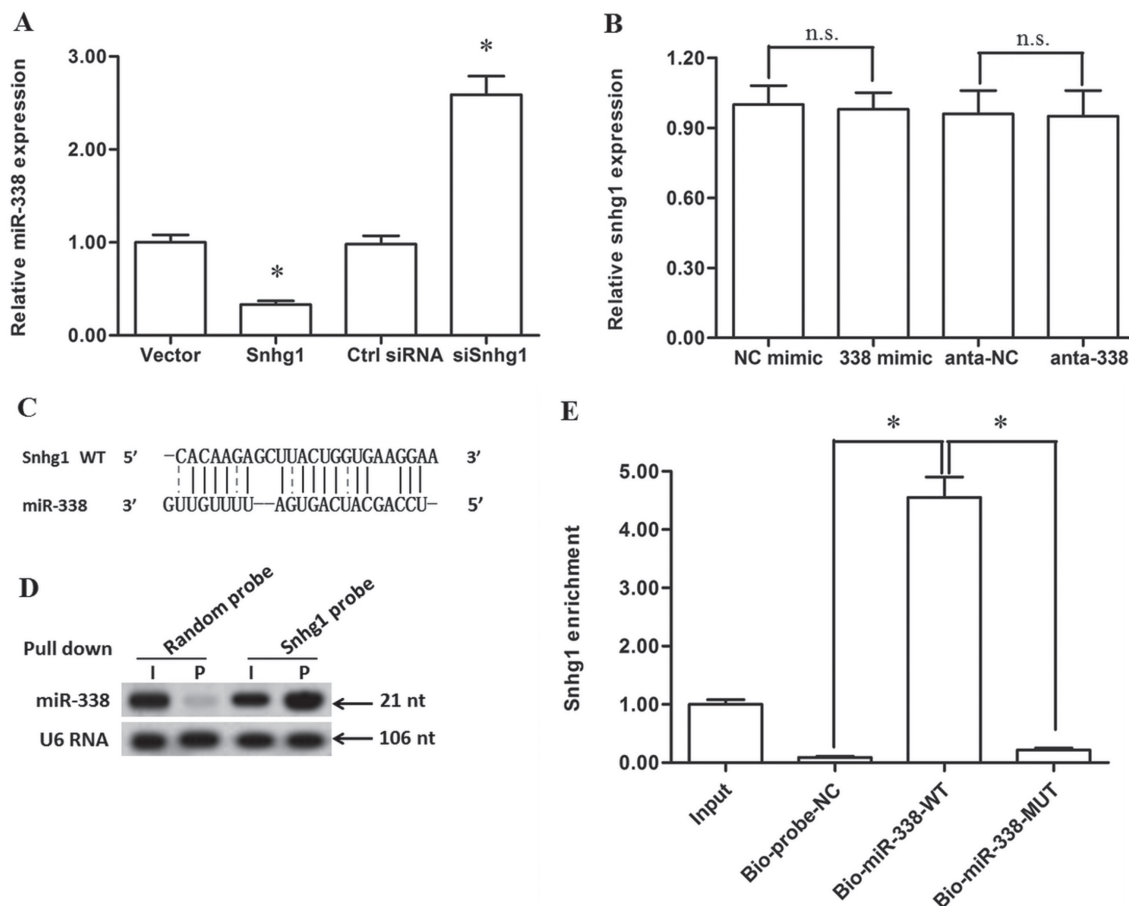 A
Relative miR-338 expression
3.00
2.00
1.00
0.00
*
*
Vector
Snhg1
Ctrl siRNA
siSnhg1
B
Relative snhg1 expression
1.20
0.90
0.60
0.30
0.00
n.s.
n.s.
NC mimic
338 mimic
anta-NC
anta-338
C
Snhg1 WT 5’ –CACAAGAGCUUACUGGUGAAGGAA 3’
miR-338 3’ GUUGUUUU––AGUGACUACGACCU– 5’
D
Random probe
Snhg1 probe
Pull down
I P I P
miR-338
21 nt
U6 RNA
106 nt
E
Snhg1 enrichment
5.00
4.00
3.00
2.00
1.00
0.00
*
*
Input
Bio-probe-NC
Bio-miR-338-WT
Bio-miR-338-MUT